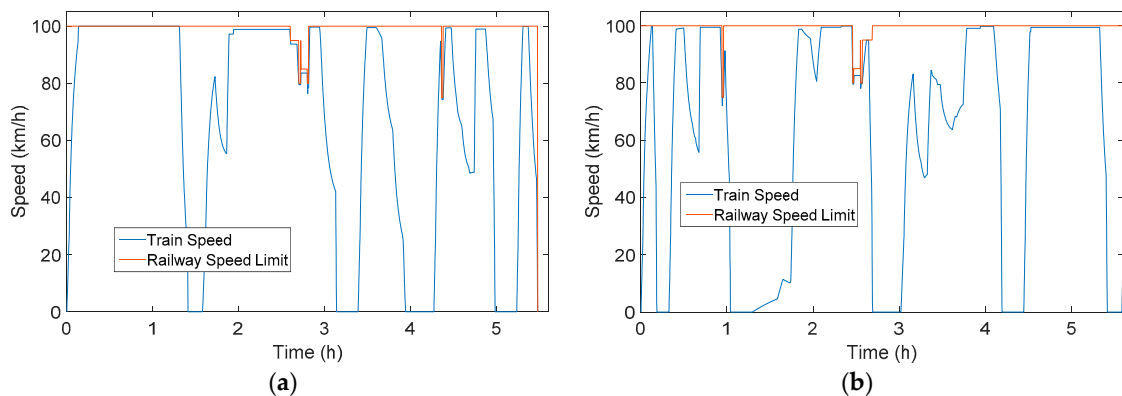 100
80
60
40
20
0
Speed (km/h)
Train Speed
Railway Speed Limit
0 1 2 3 4 5
Time (h)
(a)
100
80
60
40
20
0
Speed (km/h)
Train Speed
Railway Speed Limit
0 1 2 3 4 5
Time (h)
(b)